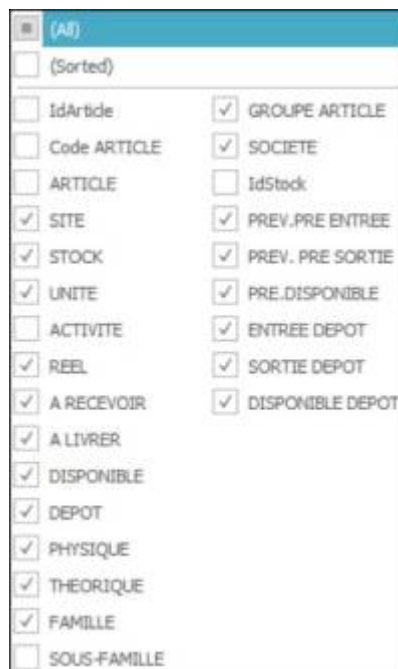 (All)
(Sorted)
IdArticle
Code ARTICLE
ARTICLE
SITE
STOCK
UNITE
ACTIVITE
REEL
A RECEVOIR
A LIVRER
DISPONIBLE
DEPOT
PHYSIQUE
THEORIQUE
FAMILLE
SOUS-FAMILLE
GROUPE ARTICLE
SOCIETE
IdStock
PREV.PRE ENTREE
PREV. PRE SORTIE
PRE.DISPONIBLE
ENTREE DEPOT
SORTIE DEPOT
DISPONIBLE DEPOT